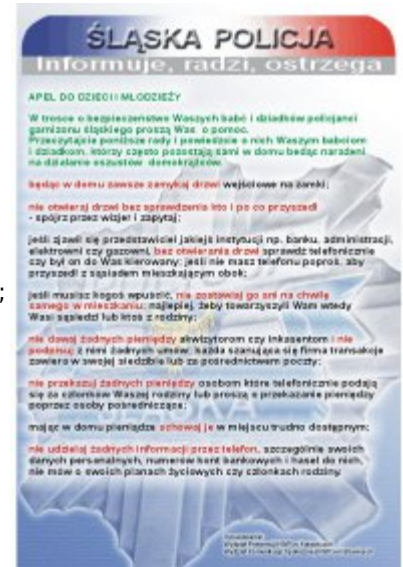 ŚLĄSKA POLICJA
Informuje, radzi, ostrzega
APEL DO DZIECI I MŁODZIEŻY
W trosce o bezpieczeństwo Waszych babć i dziadków policjanci
garnizonu śląskiego proszą Was o pomoc.
Przeczytajcie poniższe rady i powiedzcie o nich Waszym babciom
i dziadkom, którzy często pozostają sami w domu będąc narażeni
na działanie oszustów domokrążców.
będąc w domu zawsze zamykaj drzwi wejściowe na zamki;
nie otwieraj drzwi bez sprawdzenia kto i po co przyszedł
- spójrz przez wizjer i zapytaj;
jeśli zjawił się przedstawiciel jakiejś instytucji np. banku, administracji,
elektrowni czy gazowni, bez otwierania drzwi sprawdź telefonicznie
czy był on do Was kierowany; jeśli nie masz telefonu poproś, aby
przyszedł z sąsiadem mieszkającym obok;
;
jeśli musisz kogoś wpuścić, nie zostawiaj go ani na chwilę
samego w mieszkaniu; najlepiej, żeby towarzyszyli Wam wtedy
Wasi sąsiedzi lub ktoś z rodziny;
nie dawaj żadnych pieniędzy akwizytorom czy inkasentom i nie
podpisuj z nimi żadnych umów; każda szanująca się firma transakcje
zawiera w swojej siedzibie lub za pośrednictwem poczty;
nie przekazuj żadnych pieniędzy osobom które telefonicznie podają
się za członków Waszej rodziny lub proszą o przekazanie pieniędzy
poprzez osoby pośredniczące;
mając w domu pieniądze schowaj je w miejscu trudno dostępnym;
nie udzielaj żadnych informacji przez telefon, szczególnie swoich
danych personalnych, numerów kont bankowych i haseł do nich,
nie mów o swoich planach życiowych czy członkach rodziny.